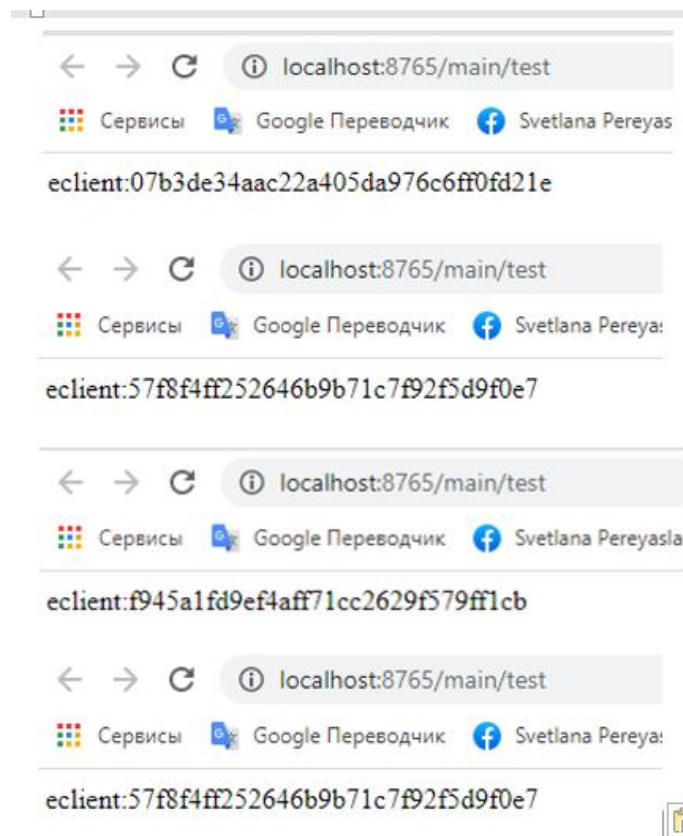 localhost:8765/main/test
Сервисы Google Переводчик Svetlana Pereyas
eclient:07b3de34aac22a405da976c6ff0fd21e
localhost:8765/main/test
Сервисы Google Переводчик Svetlana Pereya
eclient:57f8f4ff252646b9b71c7f92f5d9f0e7
localhost:8765/main/test
Сервисы Google Переводчик Svetlana Pereyasla
eclient:f945a1fd9ef4aff71cc2629f579ff1cb
localhost:8765/main/test
Сервисы Google Переводчик Svetlana Pereya
eclient:57f8f4ff252646b9b71c7f92f5d9f0e7